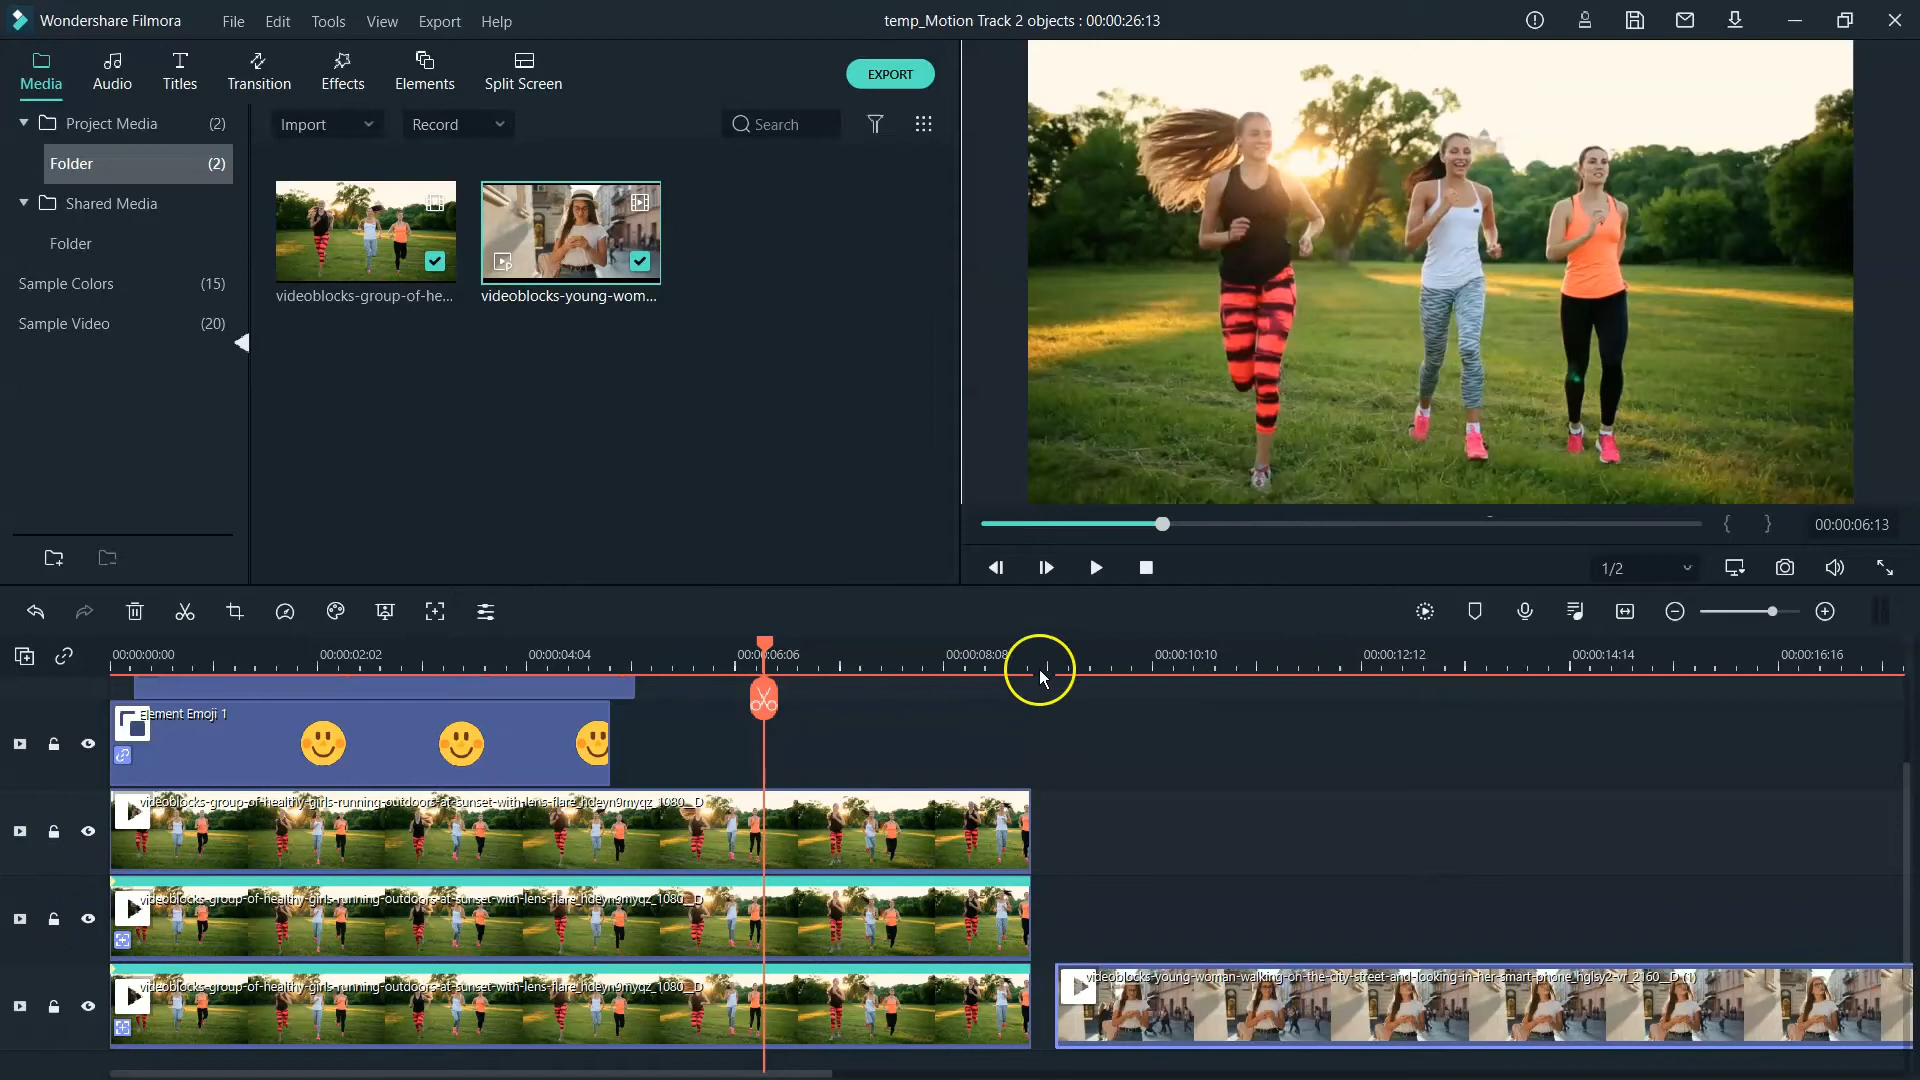 Wondershare Filmora
File
Edit
Tools
View
Export
Help
temp_Motion Track 2 objects : 00:00:26:13
Media
Audio
Titles
Transition
Effects
Elements
Split Screen
EXPORT
Project Media (2)
Folder (2)
Shared Media
Folder
Sample Colors (15)
Sample Video (20)
Import
Record
Search
videoblocks-group-of-he...
videoblocks-young-wom...
{ }
00:00:06:13
1/2
00:00:00:00
00:00:02:02
00:00:04:04
00:00:06:06
00:00:08:08
00:00:10:10
00:00:12:12
00:00:14:14
00:00:16:16
Element Emoji 1
videoblocks-group-of-healthy-girls-running-outdoors-at-sunset-with-lens-flare_hdeyn9myqz_1080__D
videoblocks-group-of-healthy-girls-running-outdoors-at-sunset-with-lens-flare_hdeyn9myqz_1080__D
videoblocks-group-of-healthy-girls-running-outdoors-at-sunset-with-lens-flare_hdeyn9myqz_1080__D
videoblocks-young-woman-walking-on-the-city-street-and-looking-in-her-smart-phone_hglsy2-vr_2160__D (1)